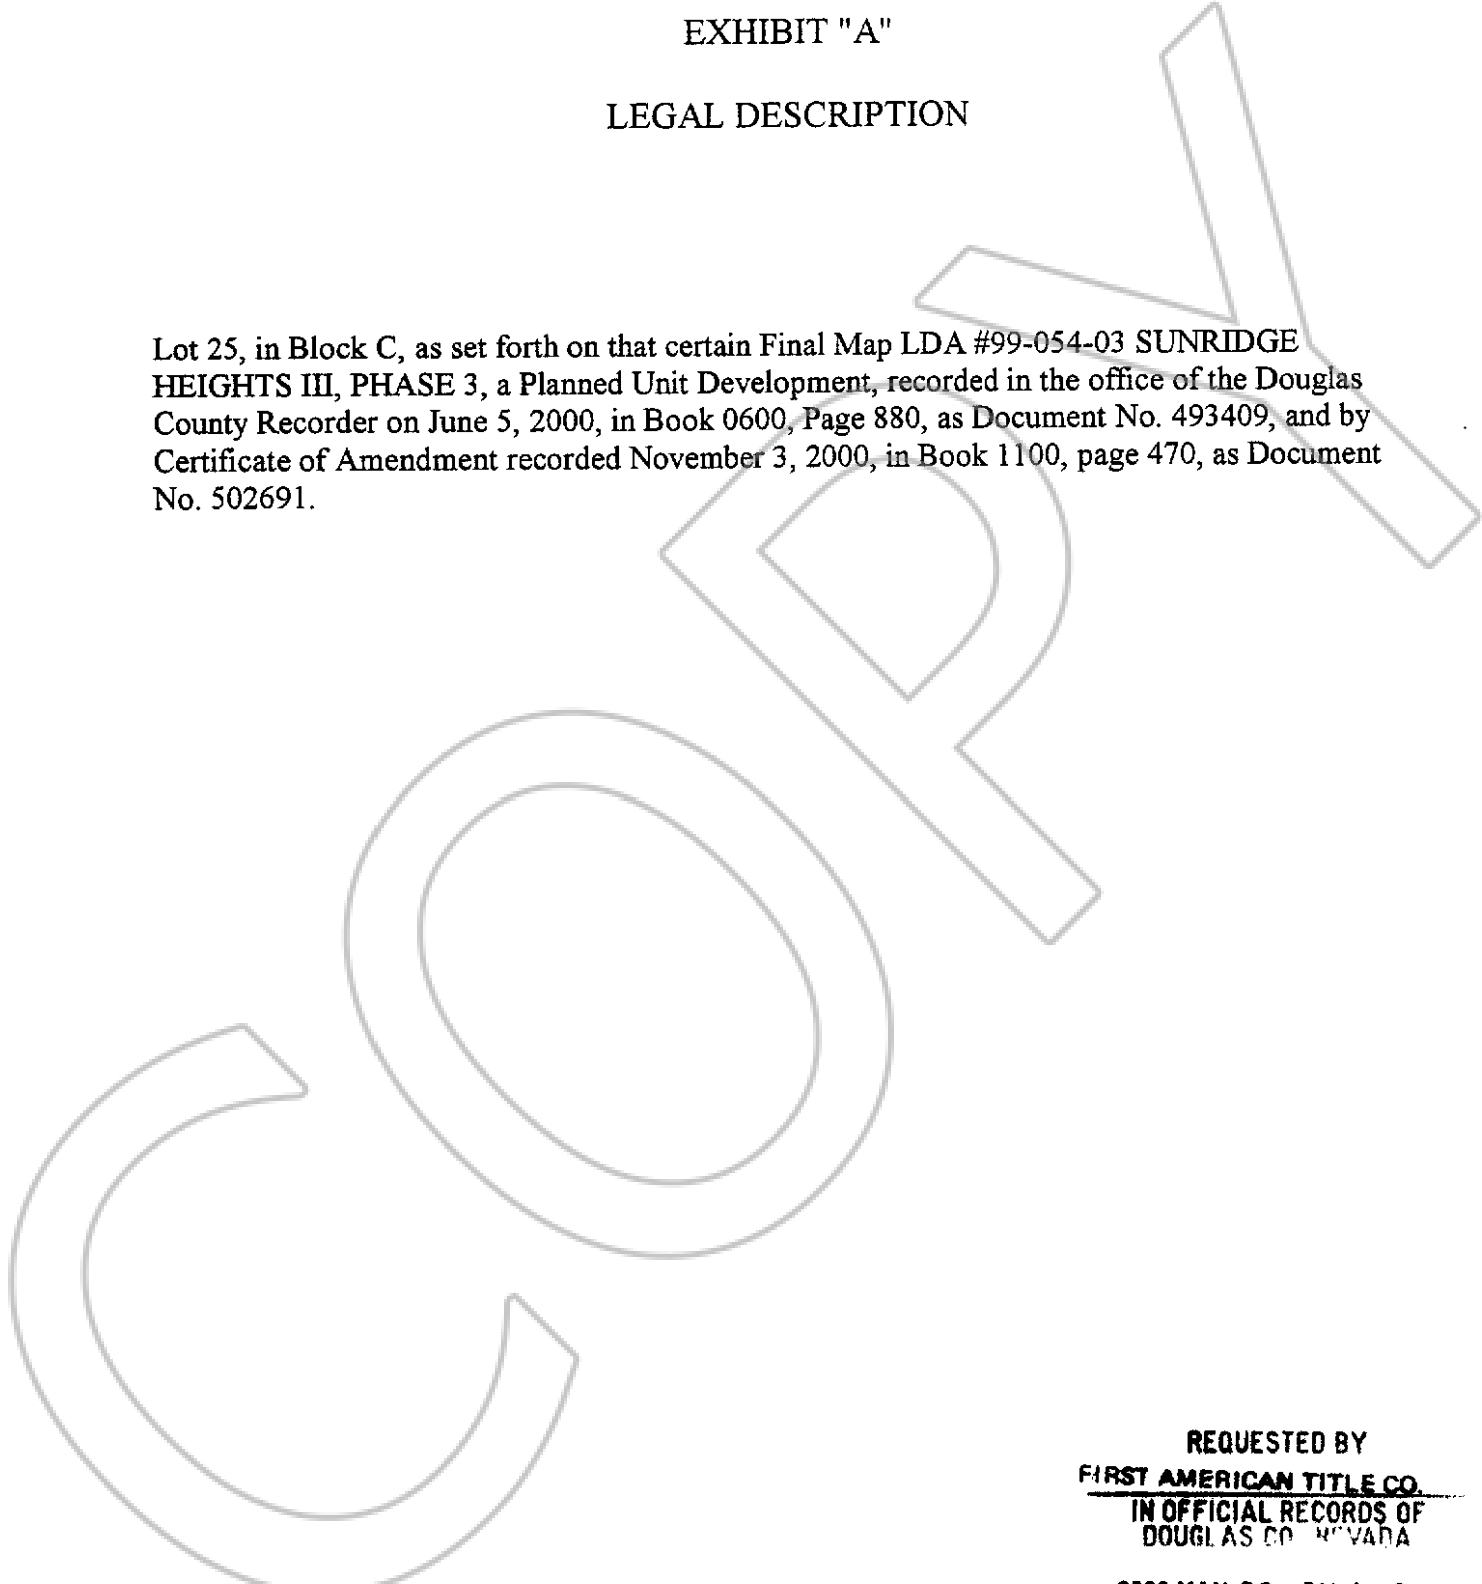 EXHIBIT "A"
LEGAL DESCRIPTION
Lot 25, in Block C, as set forth on that certain Final Map LDA #99-054-03 SUNRIDGE
HEIGHTS III, PHASE 3, a Planned Unit Development, recorded in the office of the Douglas
County Recorder on June 5, 2000, in Book 0600, Page 880, as Document No. 493409, and by
Certificate of Amendment recorded November 3, 2000, in Book 1100, page 470, as Document
No. 502691.
COPY
REQUESTED BY
FIRST AMERICAN TITLE CO.
IN OFFICIAL RECORDS OF
DOUGLAS CO. NEVADA